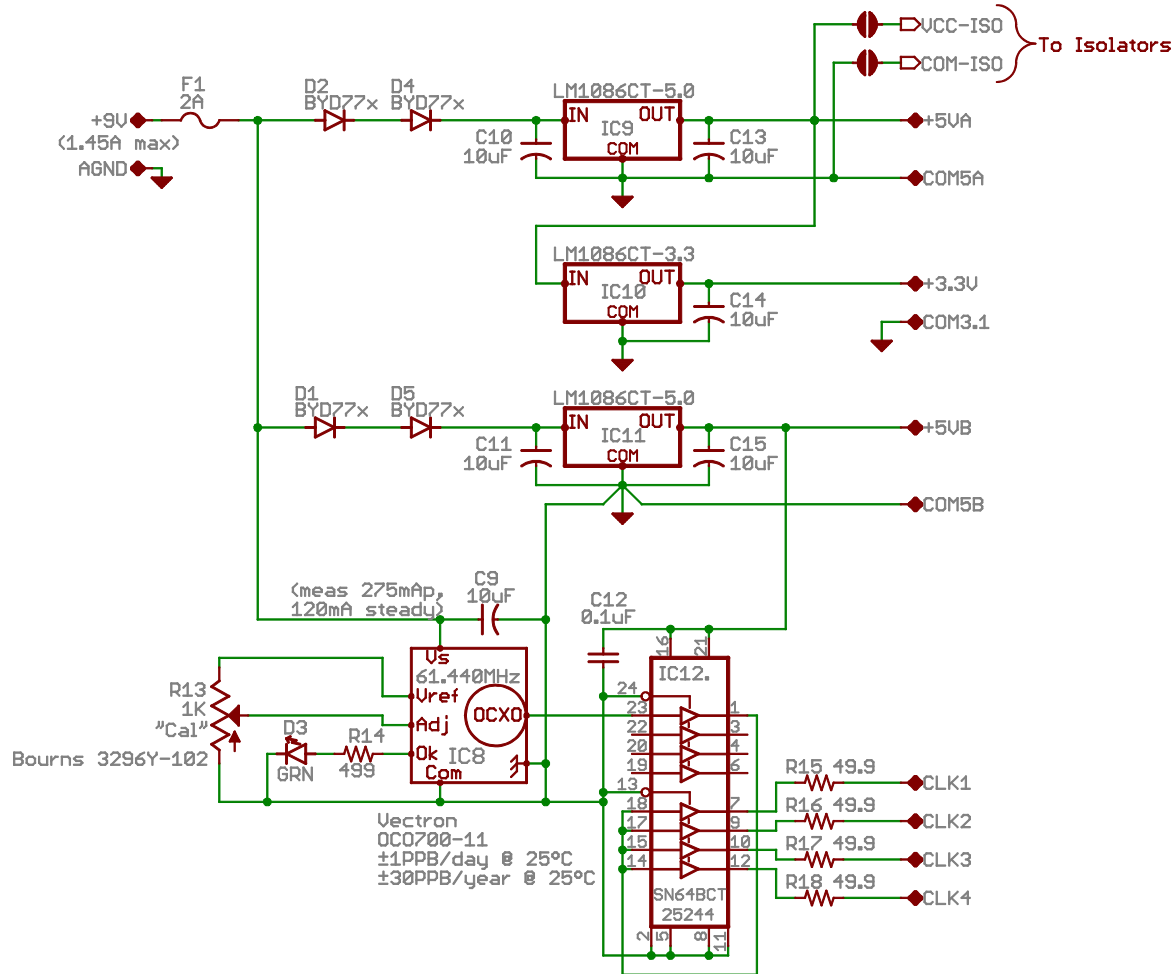 VCC-ISO
COM-ISO
To Isolators
F1
2A
+9V
(1.45A max)
AGND
D2
BYD77x
D4
BYD77x
LM1086CT-5.0
IN
OUT
IC9
COM
C10
10uF
C13
10uF
+5VA
COM5A
LM1086CT-3.3
IN
OUT
IC10
COM
C14
10uF
+3.3V
COM3.1
D1
BYD77x
D5
BYD77x
LM1086CT-5.0
IN
OUT
IC11
COM
C11
10uF
C15
10uF
+5VB
COM5B
(meas 275mAp,
120mA steady)
C9
10uF
C12
0.1uF
Vs
61.440MHz
Vref
OCXO
Adj
Ok
IC8
Com
R13
1K
"Cal"
Bourns 3296Y-102
D3
GRN
R14
499
Vectron
OCO700-11
±1PPB/day @ 25°C
±30PPB/year @ 25°C
16
21
IC12.
24
23
1
22
3
20
4
19
6
13
18
7
17
9
15
10
14
12
SN64BCT
25244
2
5
8
11
R15 49.9
CLK1
R16 49.9
CLK2
R17 49.9
CLK3
R18 49.9
CLK4